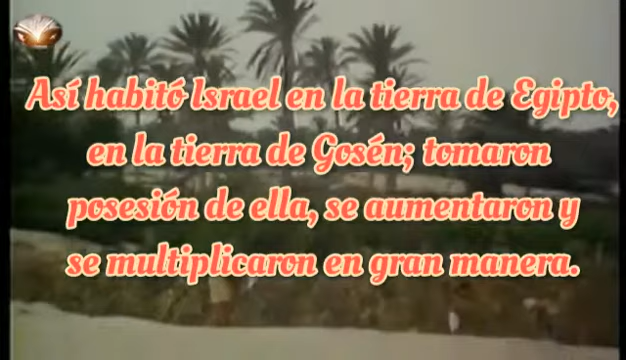 Así habitó Israel en la tierra de Egipto,
en la tierra de Gosén; tomaron
posesión de ella, se aumentaron y
se multiplicaron en gran manera.